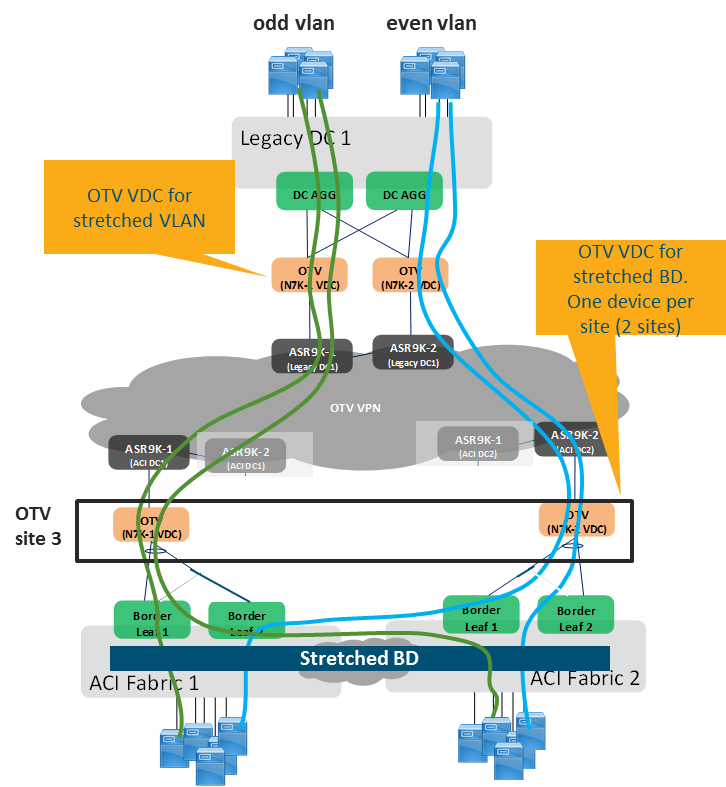 odd vlan
even vlan
Legacy DC 1
DC AGG
DC AGG
OTV VDC for
stretched VLAN
OTV
(N7K-1 VDC)
OTV
(N7K-2 VDC)
OTV VDC for
stretched BD.
One device per
site (2 sites)
ASR9K-1
(Legacy DC1)
ASR9K-2
(Legacy DC1)
OTV VPN
ASR9K-1
(ACI DC1)
ASR9K-2
(ACI DC1)
ASR9K-1
(ACI DC2)
ASR9K-2
(ACI DC2)
OTV
site 3
OTV
(N7K-1 VDC)
OTV
VDC)
Border
Leaf 1
Border
Border
Leaf 1
Border
Leaf 2
Stretched BD
ACI Fabric 1
ACI Fabric 2